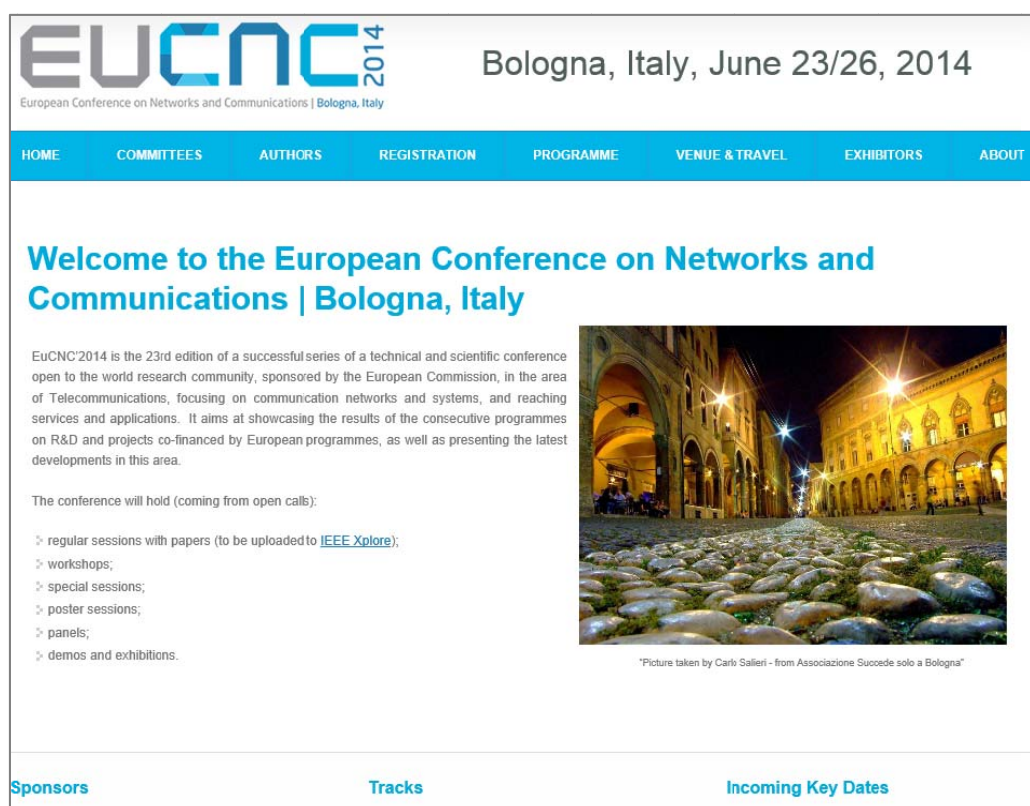 EUCNC 2014
European Conference on Networks and Communications | Bologna, Italy
Bologna, Italy, June 23/26, 2014
HOME COMMITTEES AUTHORS REGISTRATION PROGRAMME VENUE & TRAVEL EXHIBITORS ABOUT
Welcome to the European Conference on Networks and
Communications | Bologna, Italy
EuCNC'2014 is the 23rd edition of a successful series of a technical and scientific conference
open to the world research community, sponsored by the European Commission, in the area
of Telecommunications, focusing on communication networks and systems, and reaching
services and applications. It aims at showcasing the results of the consecutive programmes
on R&D and projects co-financed by European programmes, as well as presenting the latest
developments in this area.
The conference will hold (coming from open calls):
regular sessions with papers (to be uploaded to IEEE Xplore);
workshops;
special sessions;
poster sessions;
panels;
demos and exhibitions.
"Picture taken by Carlo Salieri - from Associazione Succede solo a Bologna"
Sponsors Tracks Incoming Key Dates